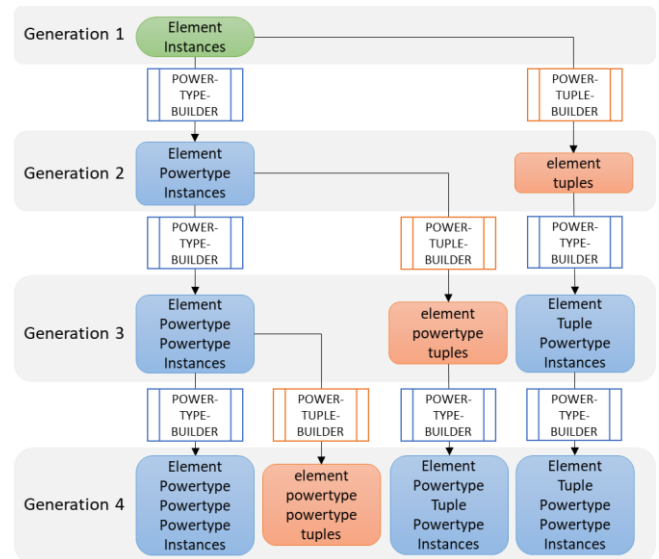 Generation 1
Element
Instances
POWER-
TYPE-
BUILDER
POWER-
TUPLE-
BUILDER
Generation 2
Element
Powertype
Instances
element
tuples
POWER-
TYPE-
BUILDER
POWER-
TUPLE-
BUILDER
POWER-
TYPE-
BUILDER
Generation 3
Element
Powertype
Powertype
Instances
element
powertype
tuples
Element
Tuple
Powertype
Instances
POWER-
TYPE-
BUILDER
POWER-
TUPLE-
BUILDER
POWER-
TYPE-
BUILDER
POWER-
TYPE-
BUILDER
Generation 4
Element
Powertype
Powertype
Powertype
Instances
element
powertype
powertype
tuples
Element
Powertype
Tuple
Powertype
Instances
Element
Tuple
Powertype
Powertype
Instances